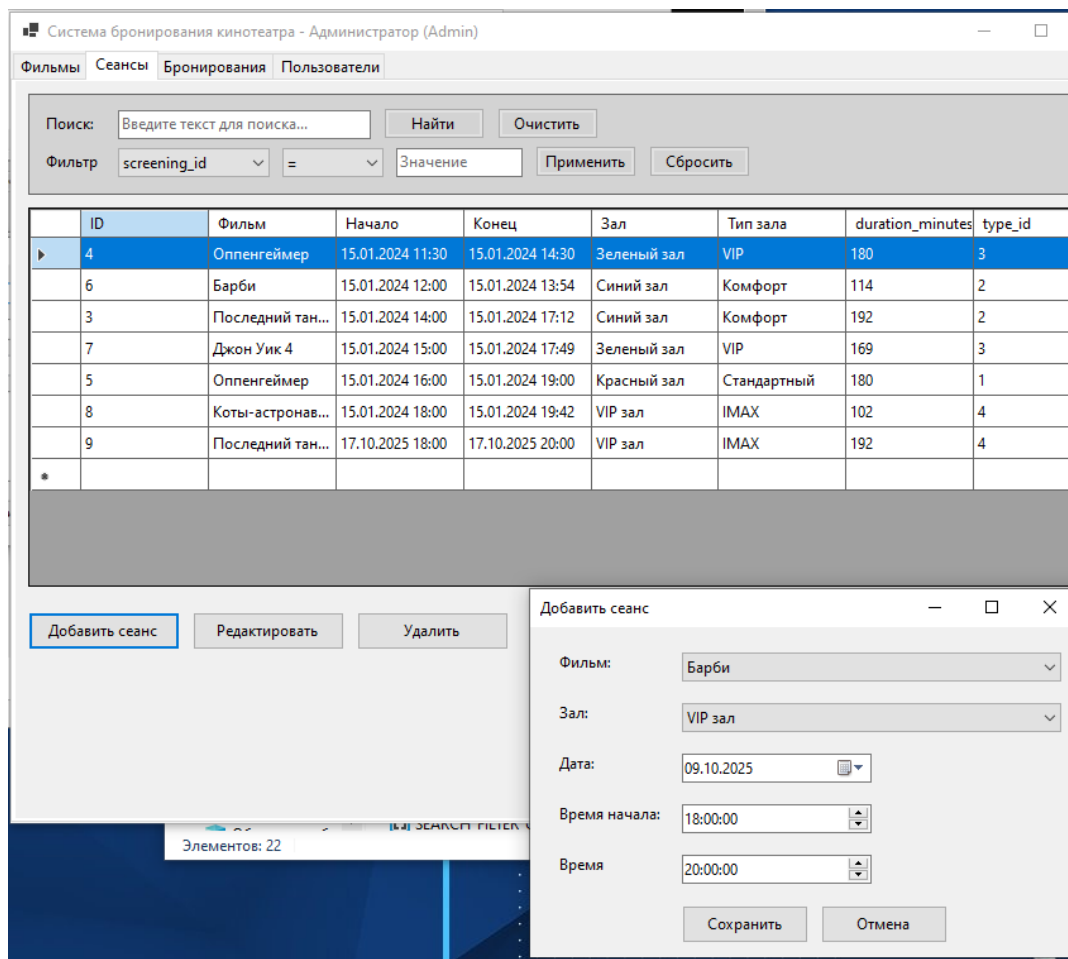 Система бронирования кинотеатра - Администратор (Admin)
Фильмы Сеансы Бронирования Пользователи
Поиск: Введите текст для поиска... Найти Очистить
Фильтр screening_id = Значение Применить Сбросить
ID Фильм Начало Конец Зал Тип зала duration_minutes type_id
4 Оппенгеймер 15.01.2024 11:30 15.01.2024 14:30 Зеленый зал VIP 180 3
6 Барби 15.01.2024 12:00 15.01.2024 13:54 Синий зал Комфорт 114 2
3 Последний тан... 15.01.2024 14:00 15.01.2024 17:12 Синий зал Комфорт 192 2
7 Джон Уик 4 15.01.2024 15:00 15.01.2024 17:49 Зеленый зал VIP 169 3
5 Оппенгеймер 15.01.2024 16:00 15.01.2024 19:00 Красный зал Стандартный 180 1
8 Коты-астронав... 15.01.2024 18:00 15.01.2024 19:42 VIP зал IMAX 102 4
9 Последний тан... 17.10.2025 18:00 17.10.2025 20:00 VIP зал IMAX 192 4
Добавить сеанс Редактировать Удалить
Добавить сеанс
Фильм: Барби
Зал: VIP зал
Дата: 09.10.2025
Время начала: 18:00:00
Время 20:00:00
Сохранить Отмена
SEARCH FILTER
Элементов: 22